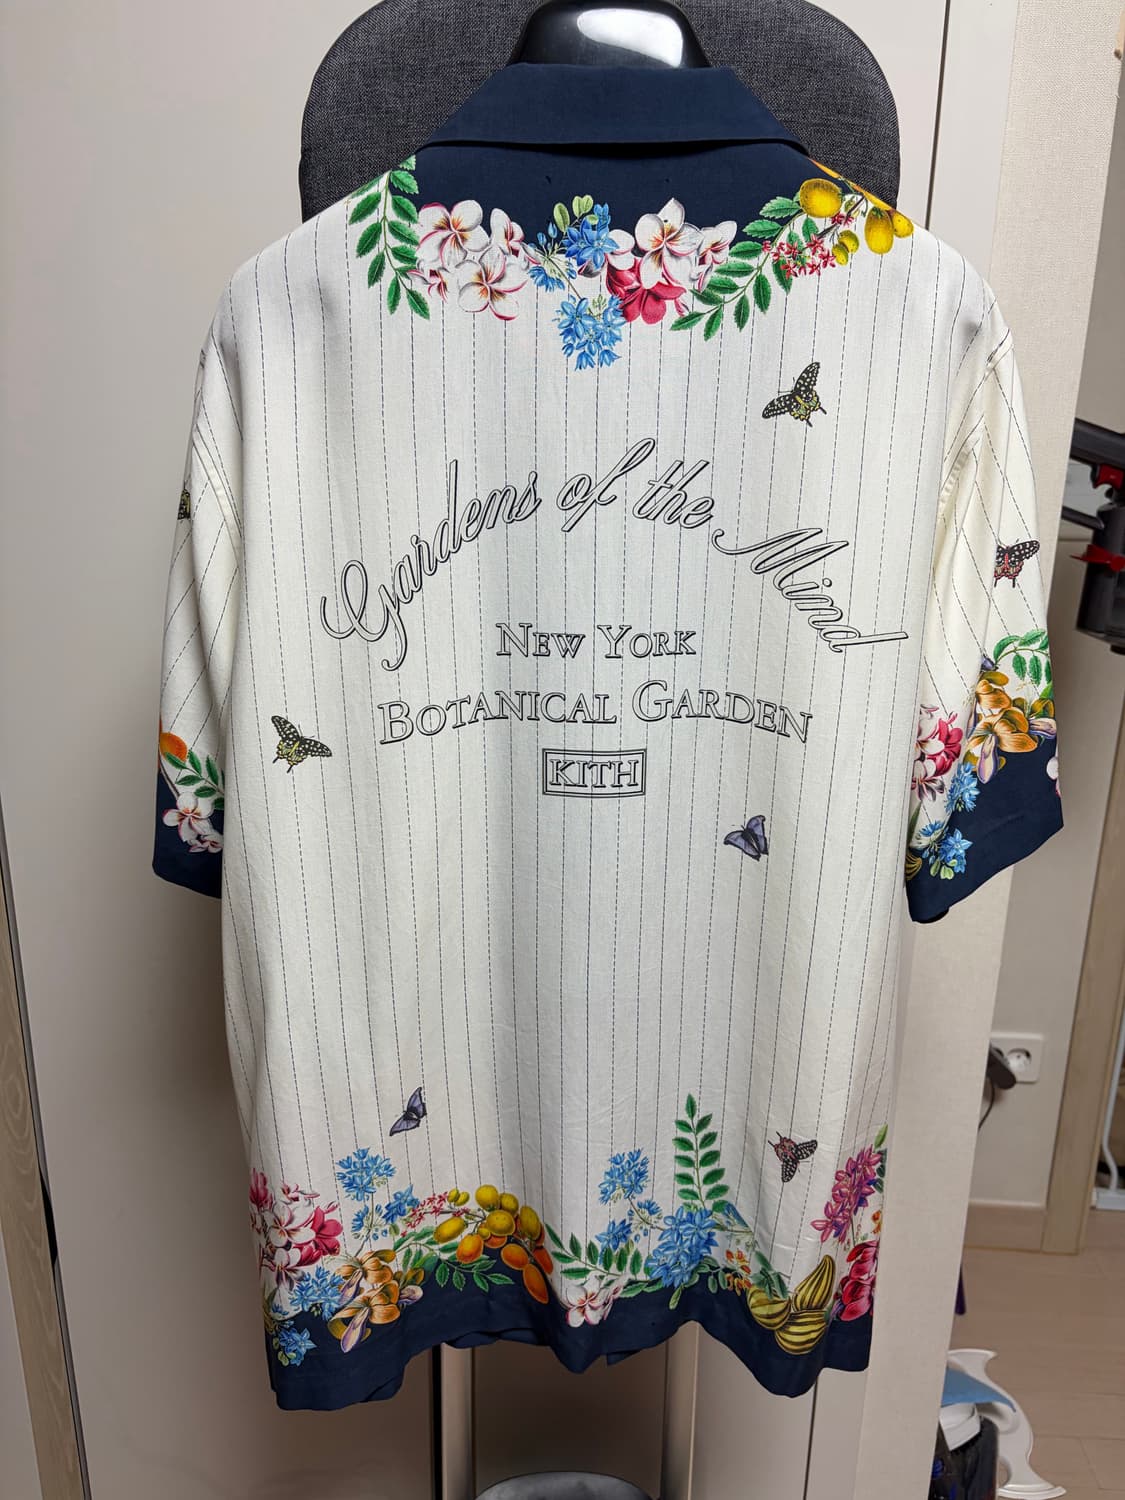 Gardens of the Mind
NEW YORK
BOTANICAL GARDEN
KITH